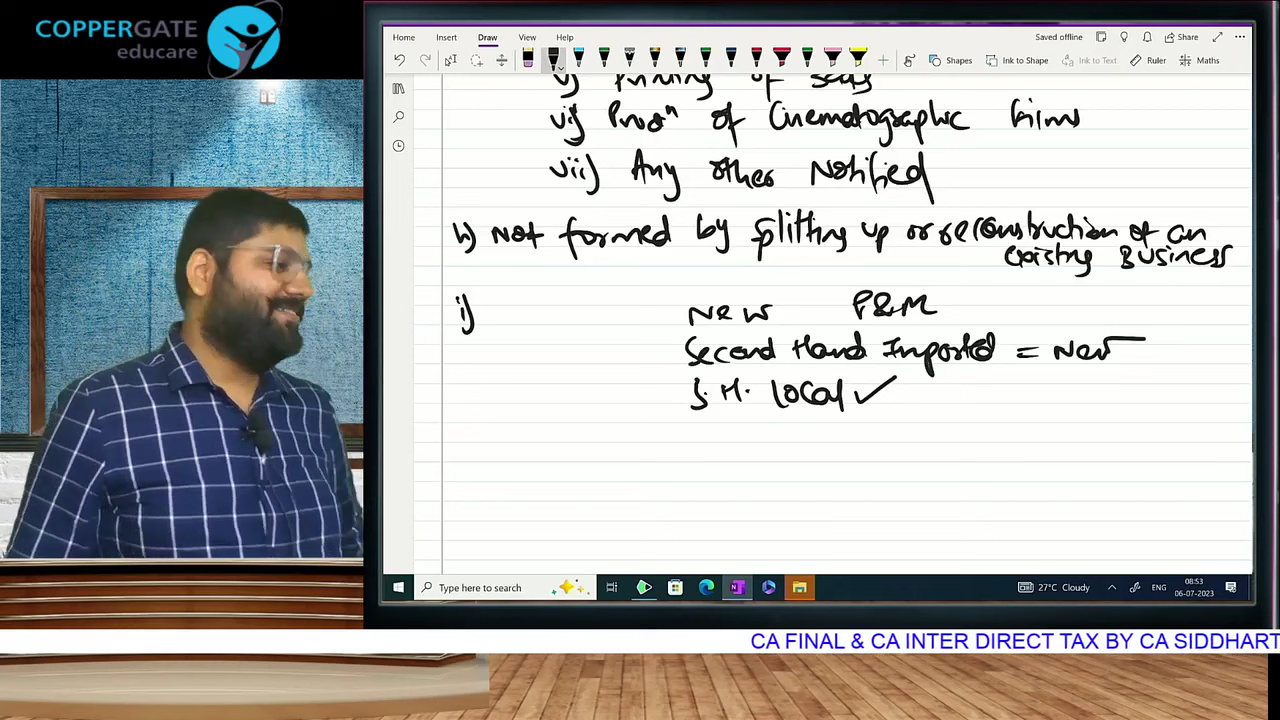 COPPERGATE
educare
Home Insert Draw View Help
Saved offline
Share
Shapes
Ink to Shape
Ink to Text
Ruler
Maths
of
vi) Prodⁿ of Cinematographic films
vii) Any other Notified
h) Not formed by splitting up or reconstruction of an
existing Business
i)
New P&M
Second Hand Imported = New
S.H. Local ✓
Type here to search
27°C Cloudy
ENG
08:53
06-07-2023
CA FINAL & CA INTER DIRECT TAX BY CA SIDDHART